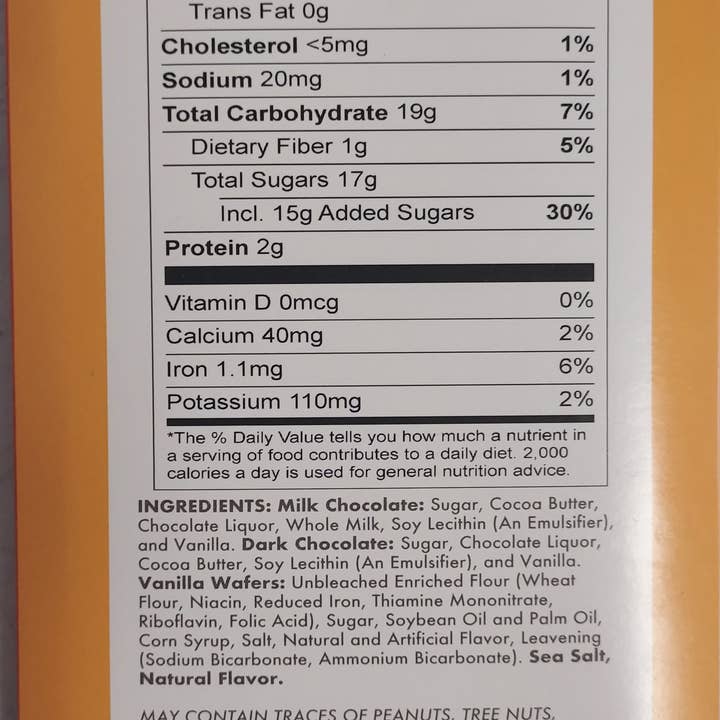 Trans Fat 0g
Cholesterol <5mg 1%
Sodium 20mg 1%
Total Carbohydrate 19g 7%
Dietary Fiber 1g 5%
Total Sugars 17g
Incl. 15g Added Sugars 30%
Protein 2g
Vitamin D 0mcg 0%
Calcium 40mg 2%
Iron 1.1mg 6%
Potassium 110mg 2%
*The % Daily Value tells you how much a nutrient in
a serving of food contributes to a daily diet. 2,000
calories a day is used for general nutrition advice.
INGREDIENTS: Milk Chocolate: Sugar, Cocoa Butter,
Chocolate Liquor, Whole Milk, Soy Lecithin (An Emulsifier),
and Vanilla. Dark Chocolate: Sugar, Chocolate Liquor,
Cocoa Butter, Soy Lecithin (An Emulsifier), and Vanilla.
Vanilla Wafers: Unbleached Enriched Flour (Wheat
Flour, Niacin, Reduced Iron, Thiamine Mononitrate,
Riboflavin, Folic Acid), Sugar, Soybean Oil and Palm Oil,
Corn Syrup, Salt, Natural and Artificial Flavor, Leavening
(Sodium Bicarbonate, Ammonium Bicarbonate). Sea Salt,
Natural Flavor.
MAY CONTAIN TRACES OF PEANUTS, TREE NUTS,